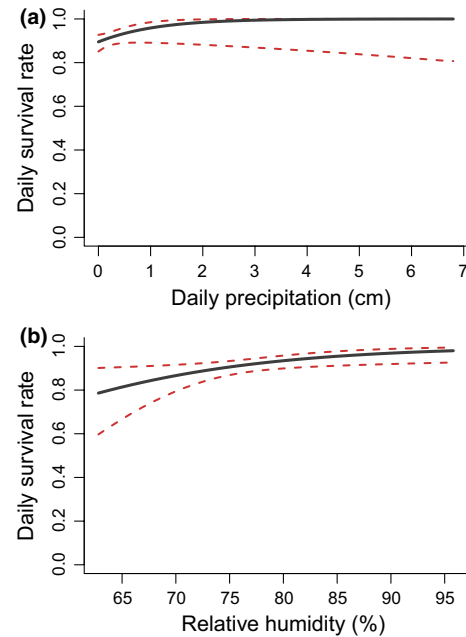 (a)
Daily survival rate
0.0 0.2 0.4 0.6 0.8 1.0
0 1 2 3 4 5 6 7
Daily precipitation (cm)
(b)
Daily survival rate
0.0 0.2 0.4 0.6 0.8 1.0
65 70 75 80 85 90 95
Relative humidity (%)